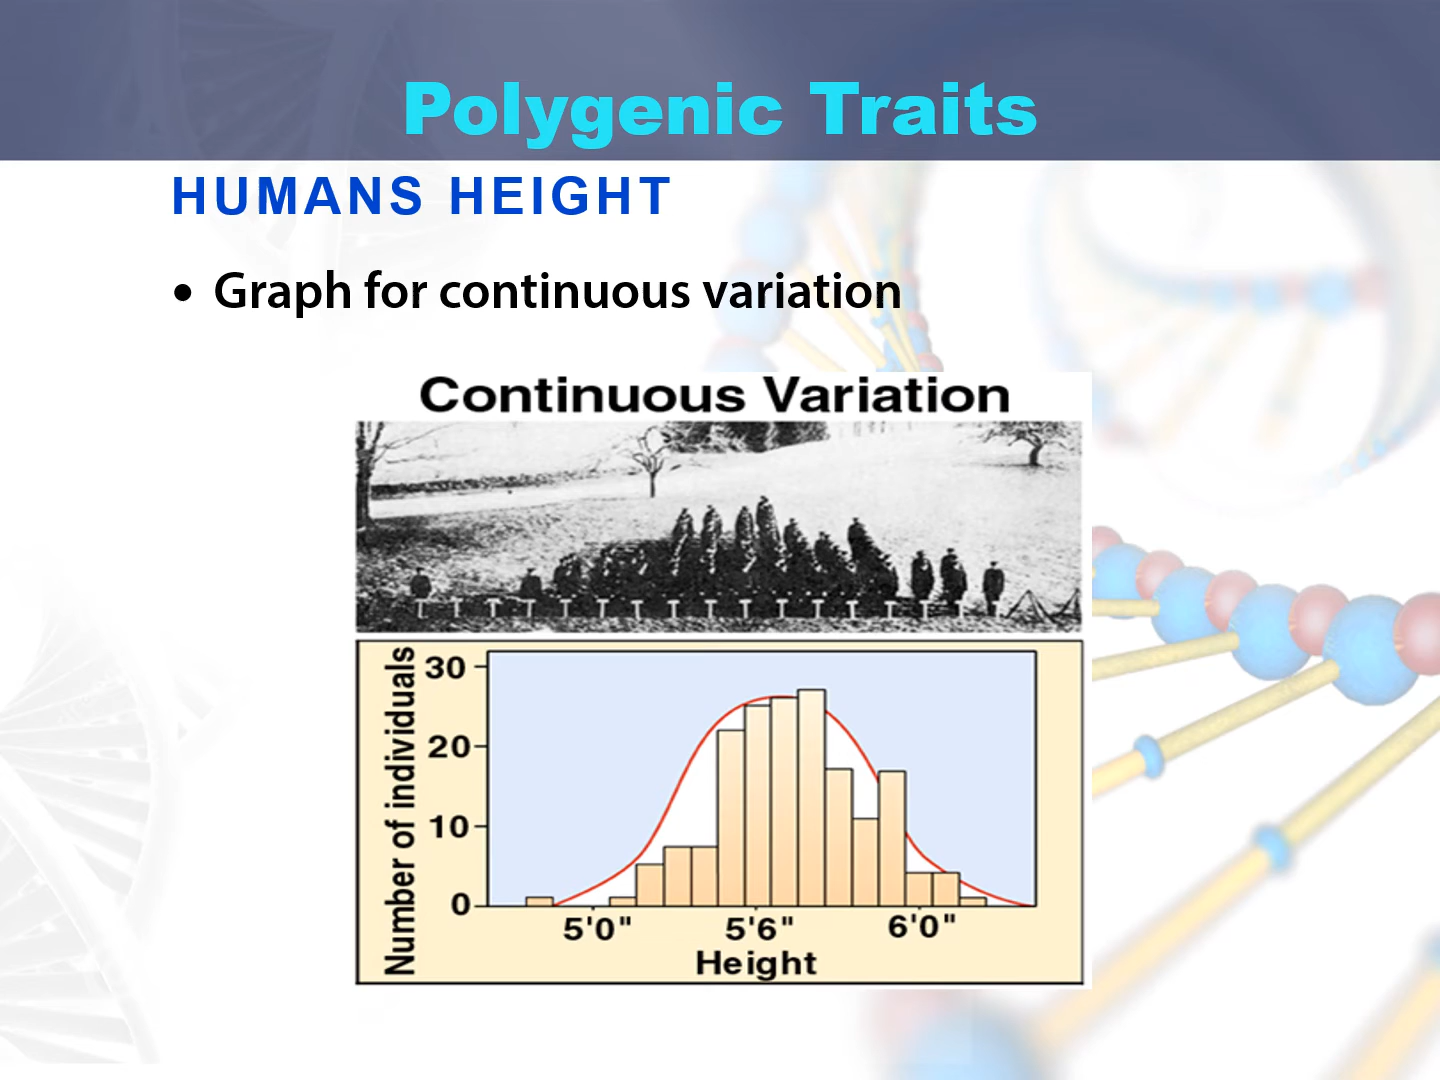 Polygenic Traits
HUMANS HEIGHT
• Graph for continuous variation
Continuous Variation
Number of individuals
30
20
10
0
5'0" 5'6" 6'0"
Height